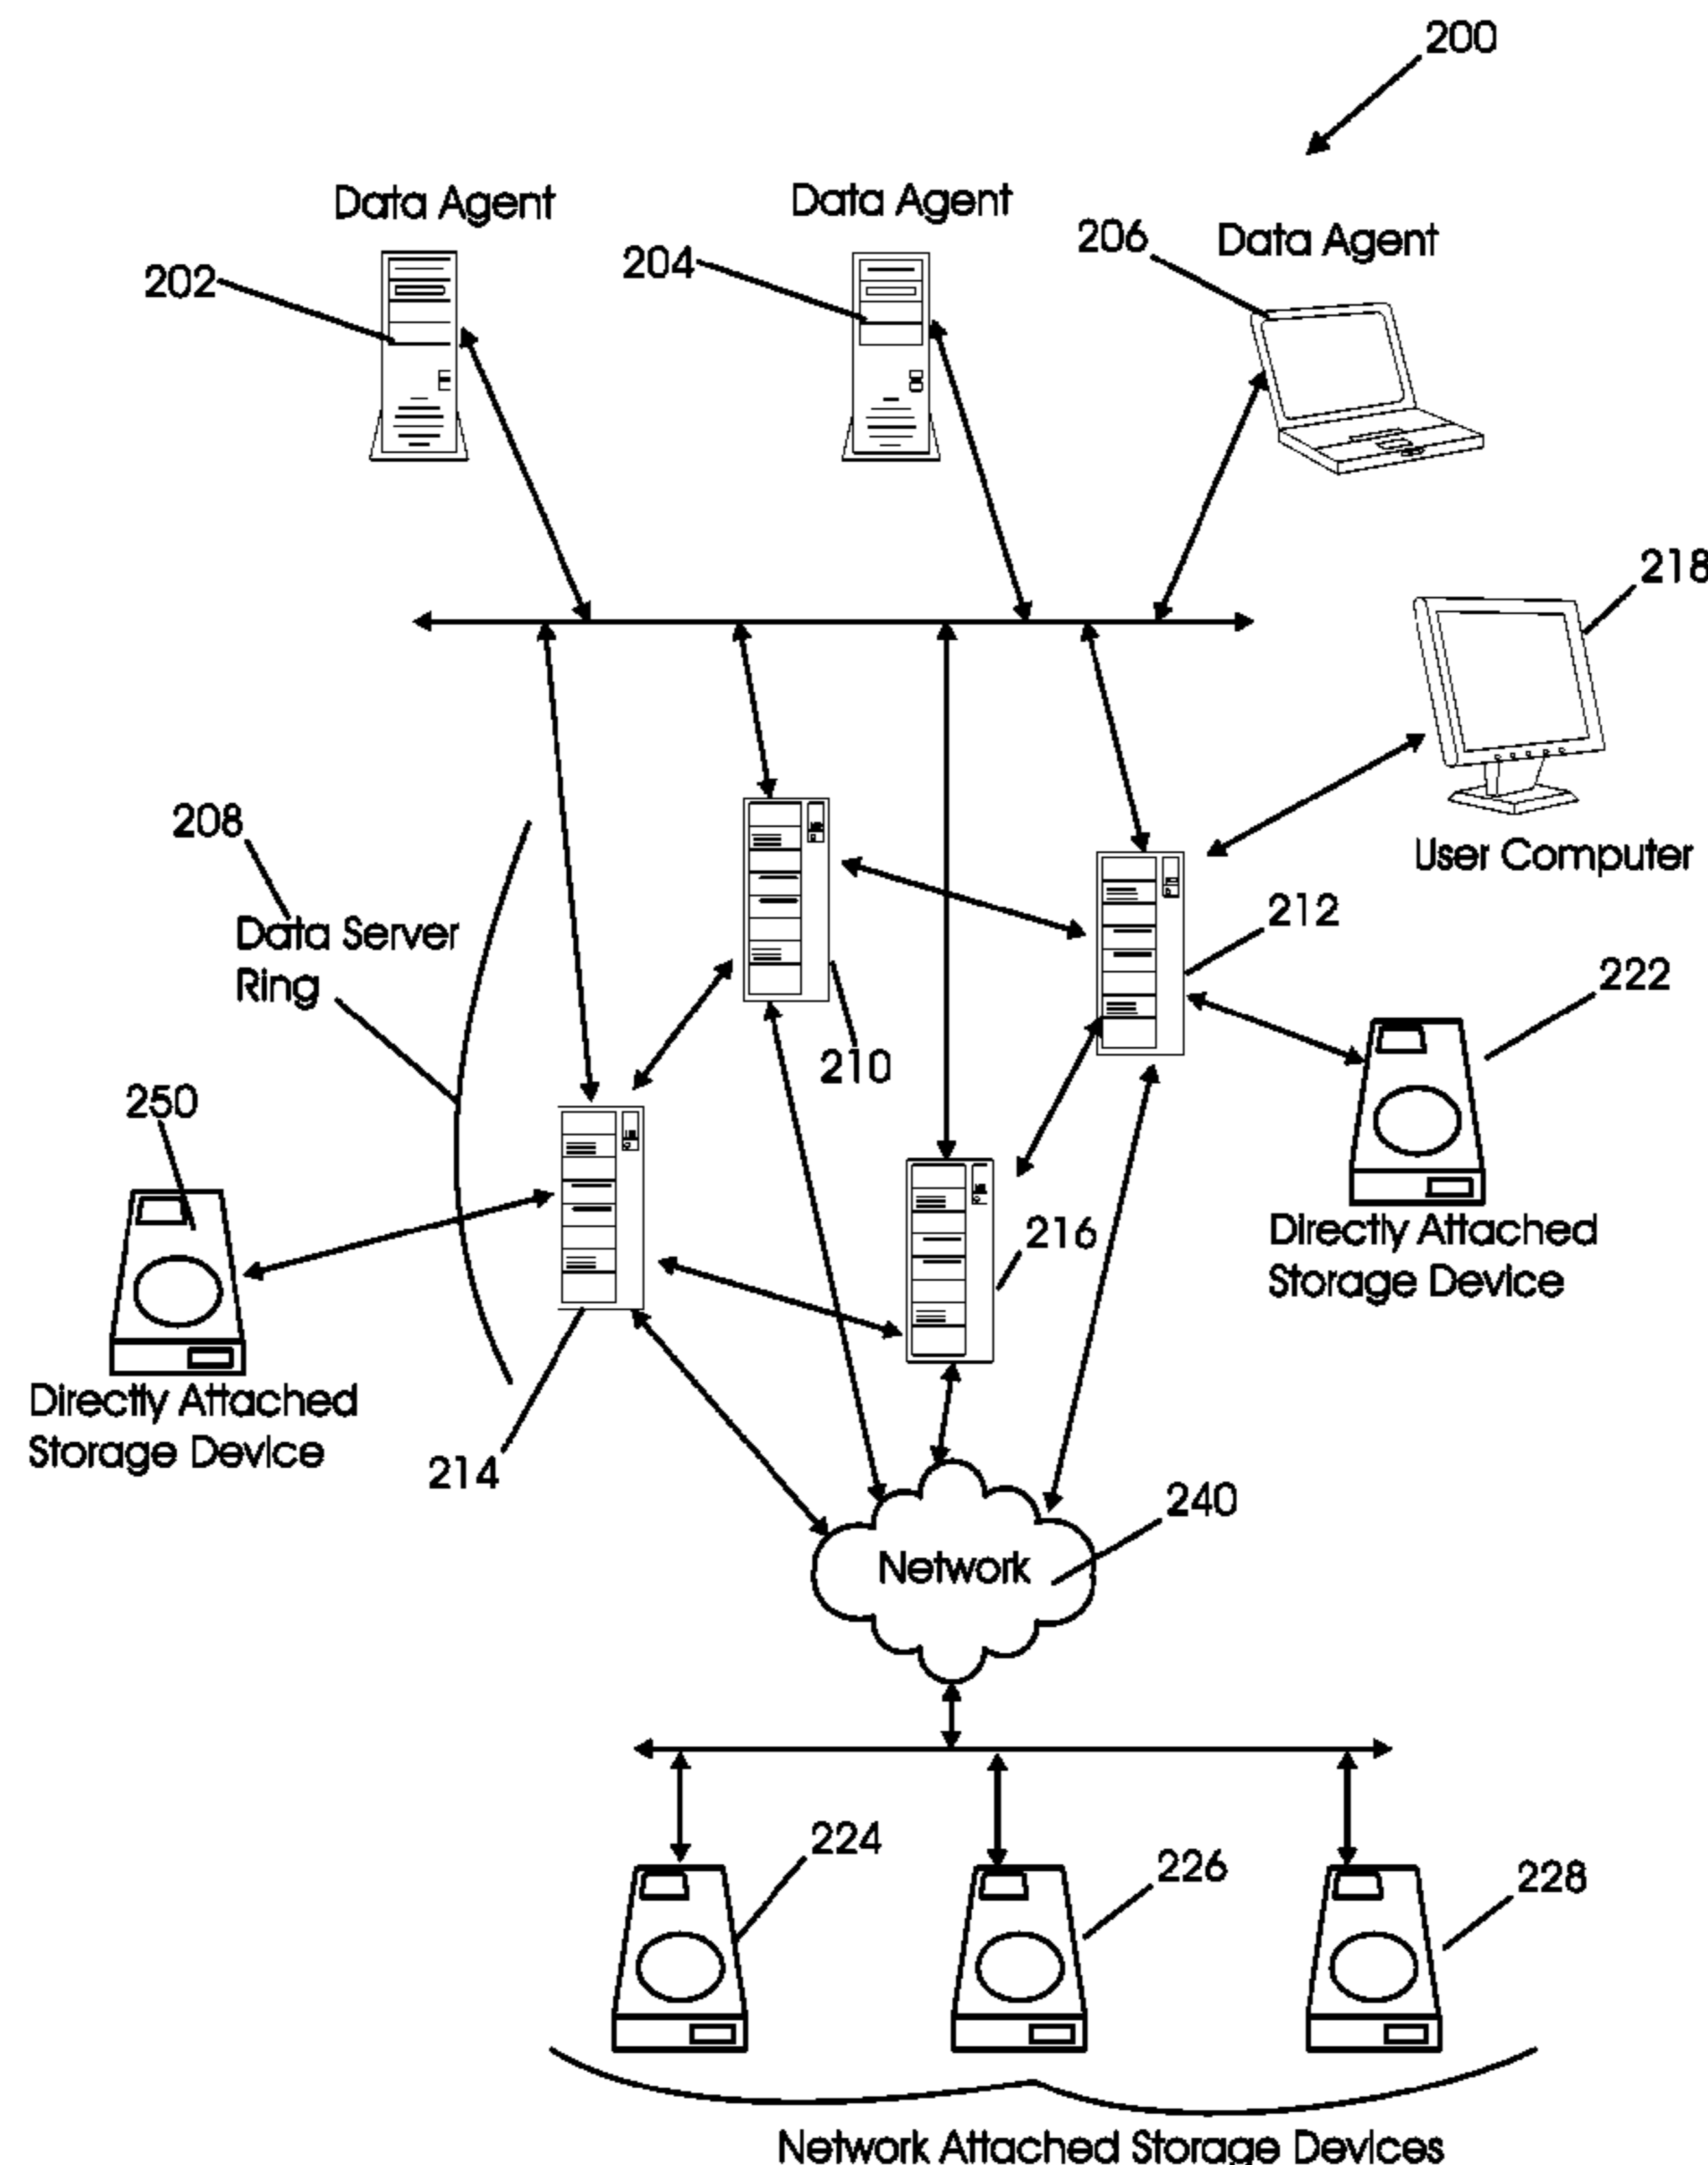 200
Data Agent
Data Agent
Data Agent
202
204
206
218
User Computer
208
Data Server
Ring
212
222
210
250
216
Directly Attached
Storage Device
Directly Attached
Storage Device
214
240
Network
224
226
228
Network Attached Storage Devices